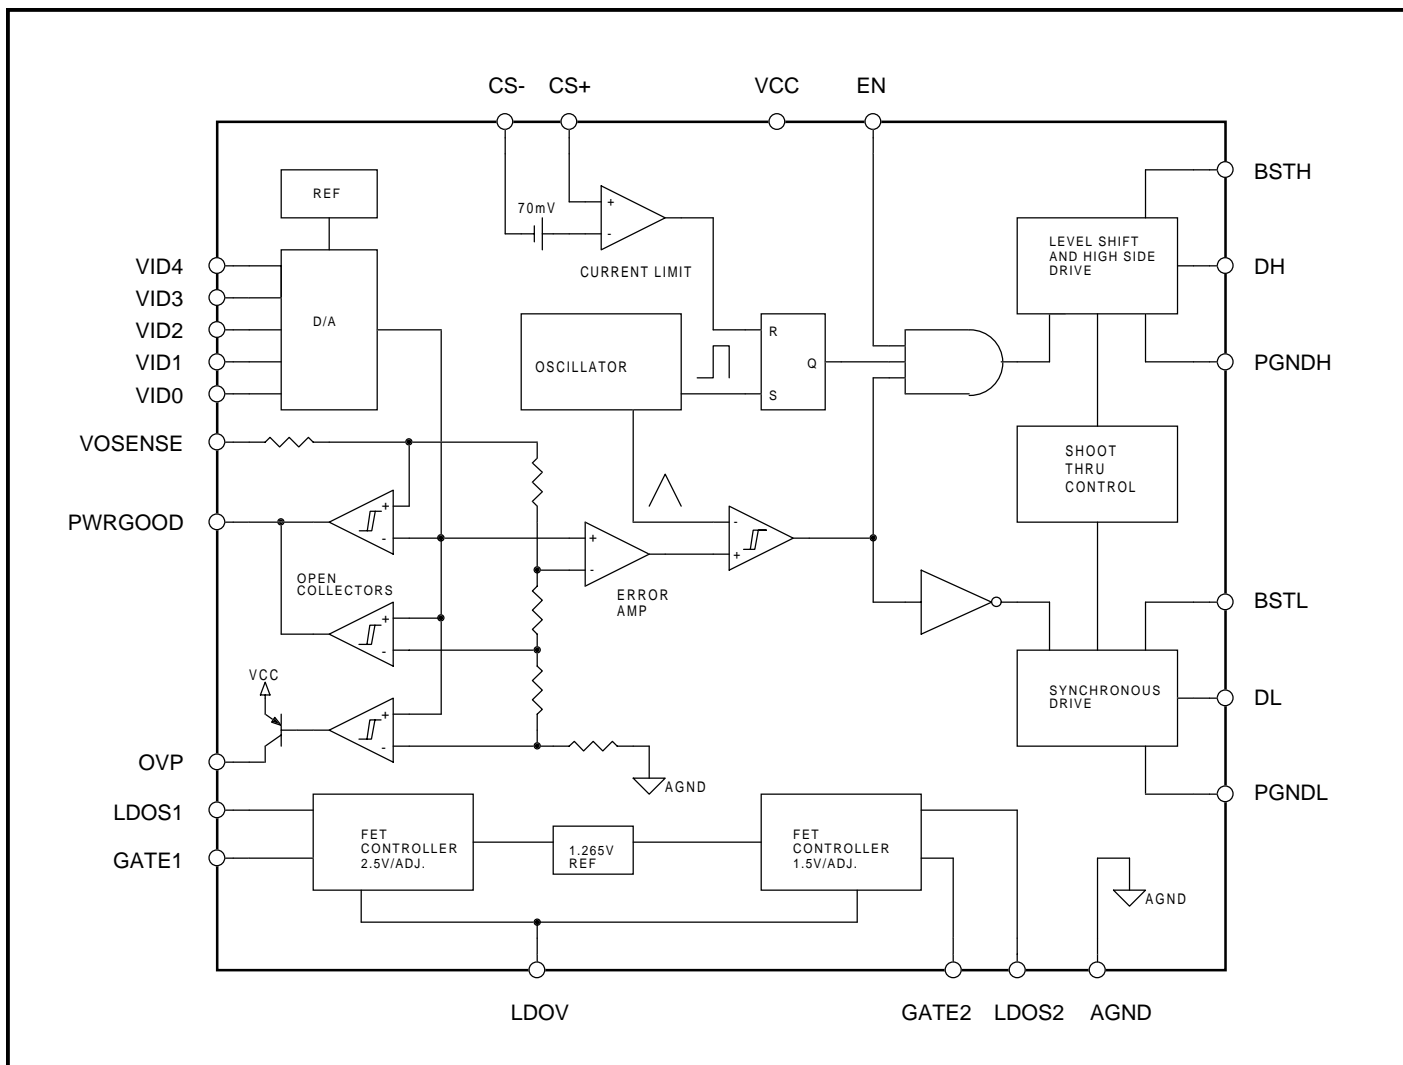 CS- CS+ VCC EN
BSTH
REF
70mV
+
-
CURRENT LIMIT
LEVEL SHIFT
AND HIGH SIDE
DRIVE
DH
VID4
VID3
VID2
VID1
VID0
D/A
OSCILLATOR
R
Q
S
PGNDH
VOSENSE
SHOOT
THRU
CONTROL
PWRGOOD
+
-
+
-
ERROR
AMP
-
+
OPEN
COLLECTORS
+
-
BSTL
VCC
+
-
SYNCHRONOUS
DRIVE
DL
OVP
AGND
PGNDL
LDOS1
GATE1
FET
CONTROLLER
2.5V/ADJ.
1.265V
REF
FET
CONTROLLER
1.5V/ADJ.
AGND
LDOV GATE2 LDOS2 AGND